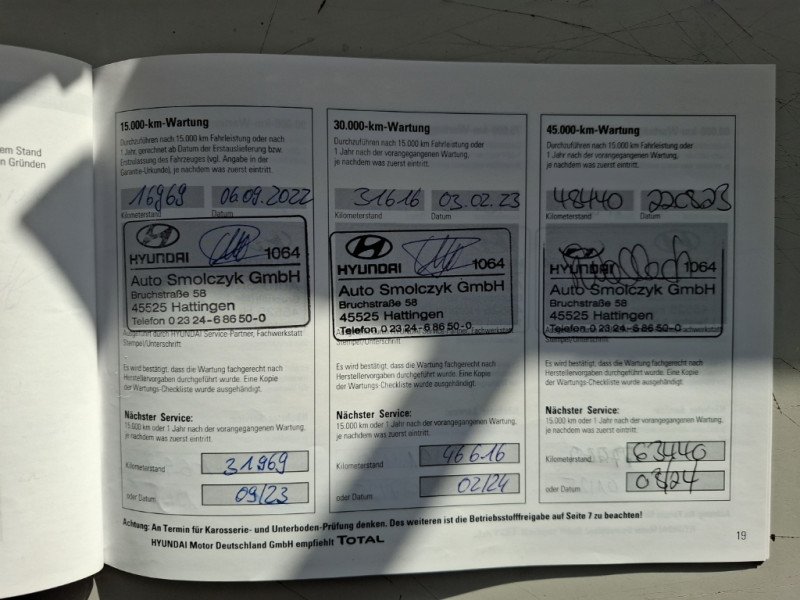 em Stand
n Gründen
15.000-km-Wartung
Durchzuführen nach 15.000 km Fahrleistung oder nach
1 Jahr, gerechnet ab Datum der Erstauslieferung bzw.
Erstzulassung des Fahrzeuges (vgl. Angabe in der
Garantie-Urkunde), je nachdem was zuerst eintritt.
16969 06.09.2022
Kilometerstand Datum
HYUNDAI 1064
Auto Smolczyk GmbH
Bruchstraße 58
45525 Hattingen
Telefon 0 23 24-6 86 50-0
Ausgeführt durch HYUNDAI Service-Partner, Fachwerkstatt
Stempel/Unterschrift
Es wird bestätigt, dass die Wartung fachgerecht nach
Herstellervorgaben durchgeführt wurde. Eine Kopie
der Wartungs-Checkliste wurde ausgehändigt.
Nächster Service:
15.000 km oder 1 Jahr nach der vorangegangenen Wartung,
je nachdem was zuerst eintritt.
Kilometerstand 31969
oder Datum 09/23
30.000-km-Wartung
Durchzuführen nach 15.000 km Fahrleistung oder
1 Jahr nach der vorangegangenen Wartung,
je nachdem was zuerst eintritt.
31616 03.02.23
Kilometerstand Datum
HYUNDAI 1064
Auto Smolczyk GmbH
Bruchstraße 58
45525 Hattingen
Telefon 0 23 24-6 86 50-0
Stempel/Unterschrift
Es wird bestätigt, dass die Wartung fachgerecht nach
Herstellervorgaben durchgeführt wurde. Eine Kopie
der Wartungs-Checkliste wurde ausgehändigt.
Nächster Service:
15.000 km oder 1 Jahr nach der vorangegangenen Wartung,
je nachdem was zuerst eintritt.
Kilometerstand 46616
oder Datum 02/24
45.000-km-Wartung
Durchzuführen nach 15.000 km Fahrleistung oder
1 Jahr nach der vorangegangenen Wartung,
je nachdem was zuerst eintritt.
48440 220823
Kilometerstand Datum
HYUNDAI 1064
Auto Smolczyk GmbH
Bruchstraße 58
45525 Hattingen
Telefon 0 23 24-6 86 50-0
Stempel/Unterschrift
Es wird bestätigt, dass die Wartung fachgerecht nach
Herstellervorgaben durchgeführt wurde. Eine Kopie
der Wartungs-Checkliste wurde ausgehändigt.
Nächster Service:
15.000 km oder 1 Jahr nach der vorangegangenen Wartung,
je nachdem was zuerst eintritt.
Kilometerstand 63440
oder Datum 08/24
Achtung: An Termin für Karosserie- und Unterboden-Prüfung denken. Des weiteren ist die Betriebsstofffreigabe auf Seite 7 zu beachten!
HYUNDAI Motor Deutschland GmbH empfiehlt TOTAL
19